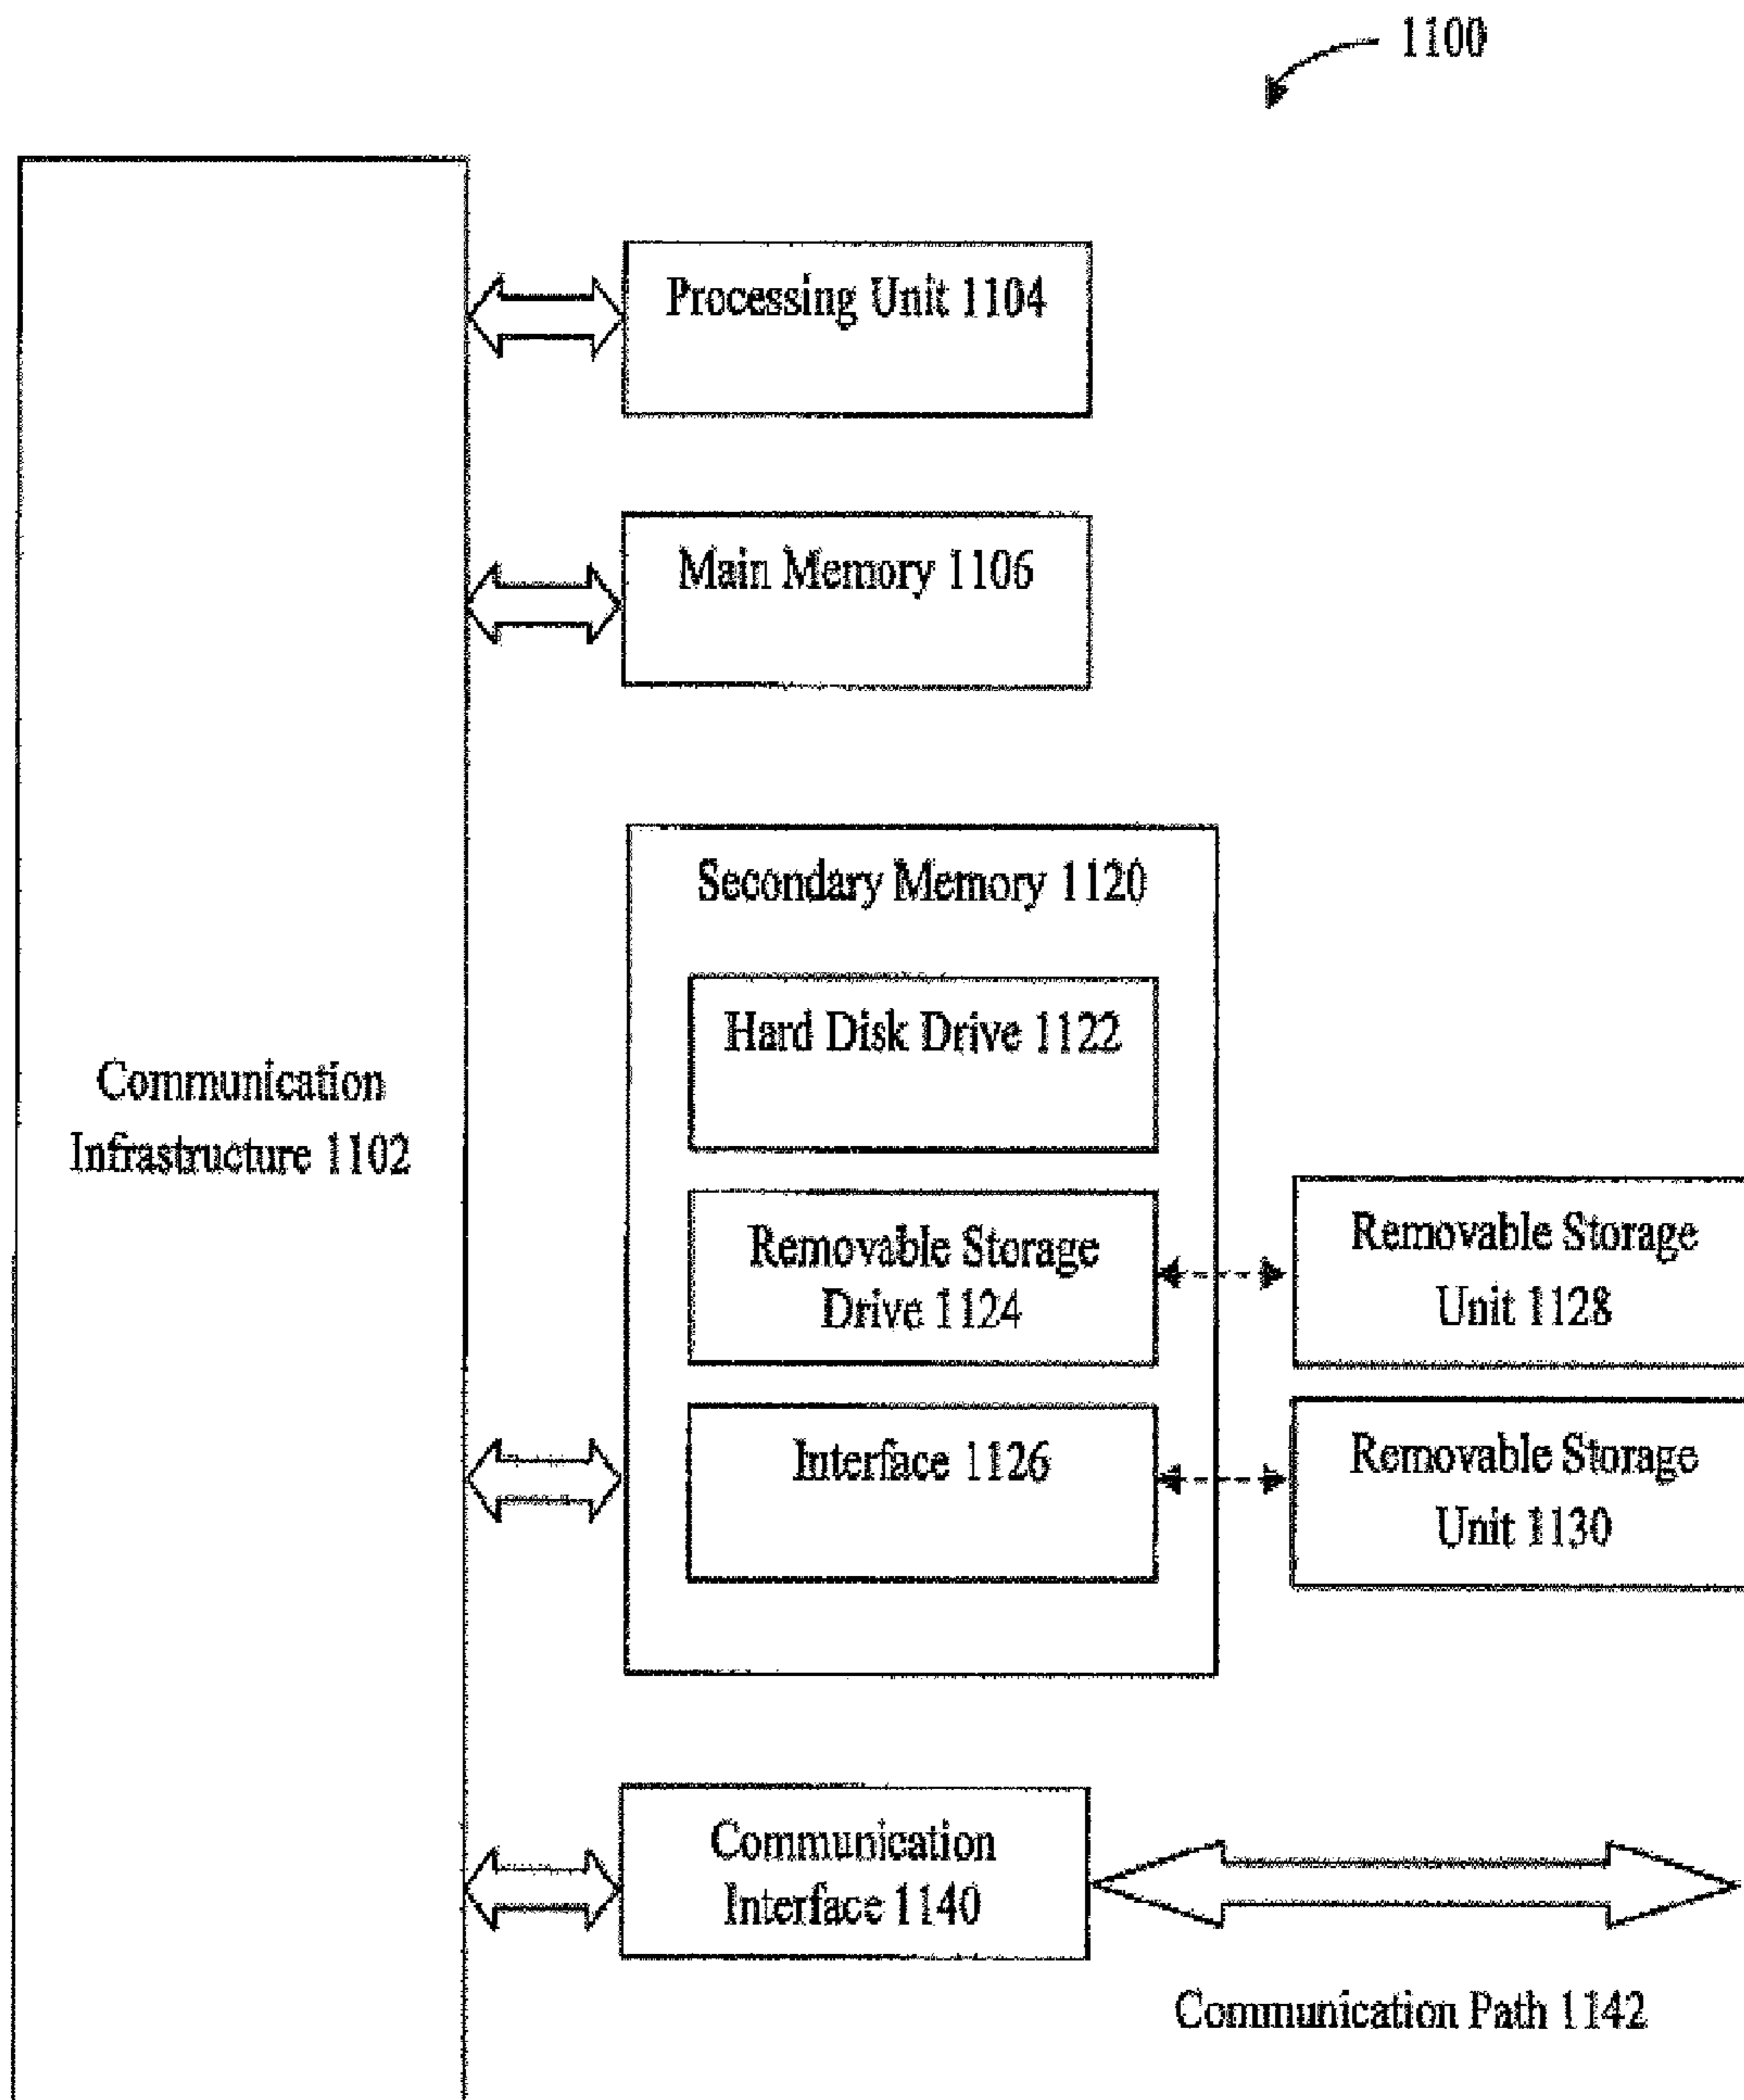 1100
Processing Unit 1104
Main Memory 1106
Secondary Memory 1120
Hard Disk Drive 1122
Communication
Infrastructure 1102
Removable Storage
Drive 1124
Removable Storage
Unit 1128
Interface 1126
Removable Storage
Unit 1130
Communication
Interface 1140
Communication Path 1142